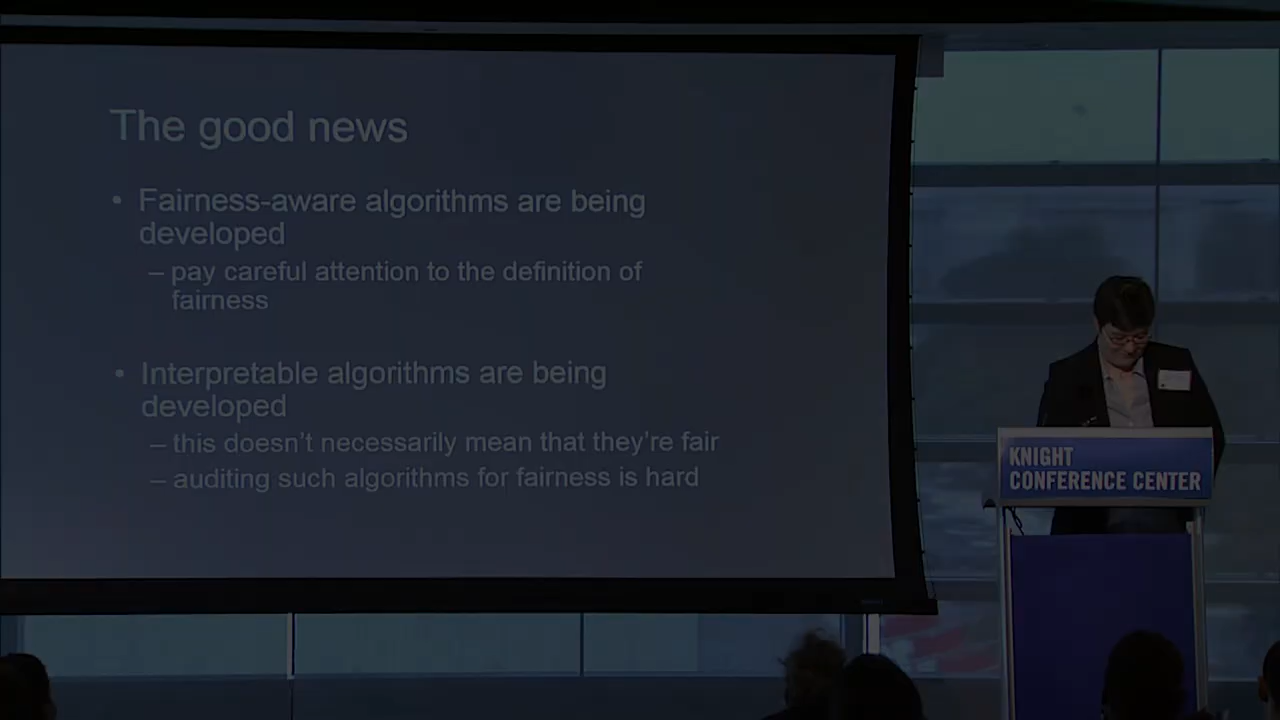 The good news
• Fairness-aware algorithms are being
developed
– pay careful attention to the definition of
fairness
• Interpretable algorithms are being
developed
– this doesn't necessarily mean that they're fair
– auditing such algorithms for fairness is hard
KNIGHT
CONFERENCE CENTER